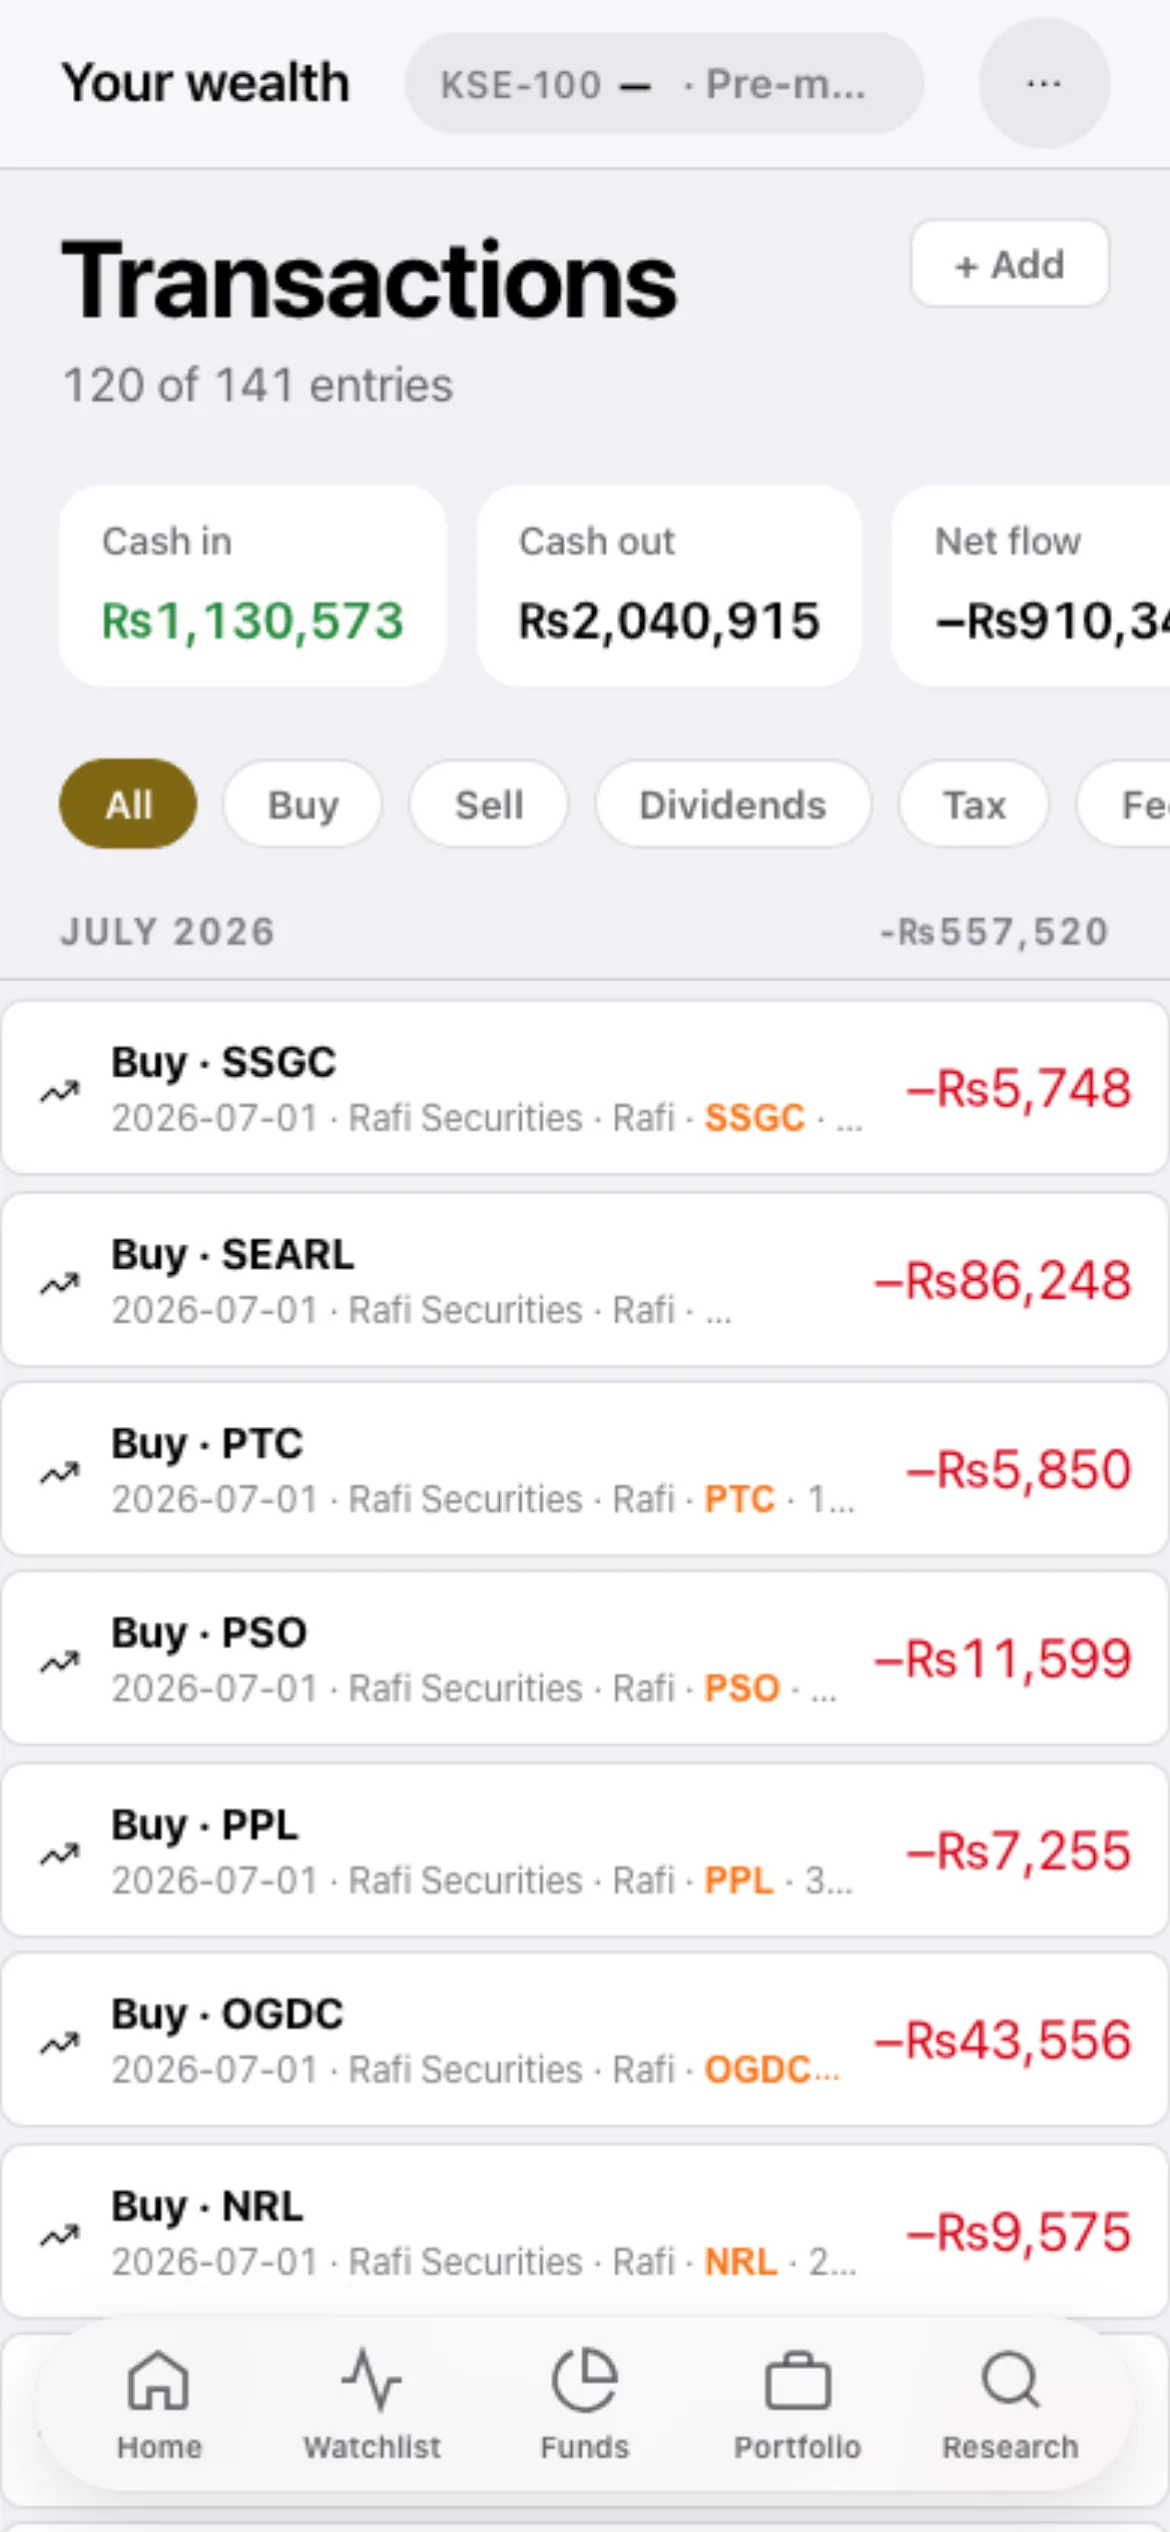 Your wealth
KSE-100 — · Pre-m...
...
Transactions
+ Add
120 of 141 entries
Cash in
Cash out
Net flow
Rs1,130,573
Rs2,040,915
−Rs910,34
All
Buy
Sell
Dividends
Tax
Fe
JULY 2026
-Rs557,520
Buy · SSGC
2026-07-01 · Rafi Securities · Rafi · SSGC · ...
−Rs5,748
Buy · SEARL
2026-07-01 · Rafi Securities · Rafi · ...
−Rs86,248
Buy · PTC
2026-07-01 · Rafi Securities · Rafi · PTC · 1...
−Rs5,850
Buy · PSO
2026-07-01 · Rafi Securities · Rafi · PSO · ...
−Rs11,599
Buy · PPL
2026-07-01 · Rafi Securities · Rafi · PPL · 3...
−Rs7,255
Buy · OGDC
2026-07-01 · Rafi Securities · Rafi · OGDC...
−Rs43,556
Buy · NRL
2026-07-01 · Rafi Securities · Rafi · NRL · 2...
−Rs9,575
Home
Watchlist
Funds
Portfolio
Research